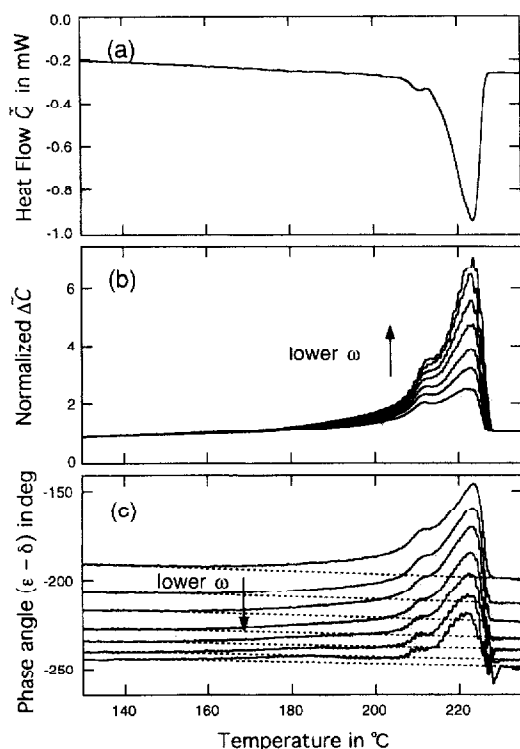 0.0
-0.2
-0.4
-0.6
-0.8
-1.0
Heat Flow Q̃ in mW
(a)
6
4
2
0
Normalized ΔC̃
(b)
lower ω
-150
-200
-250
Phase angle (ε - δ) in deg
(c)
lower ω
140 160 180 200 220
Temperature in °C